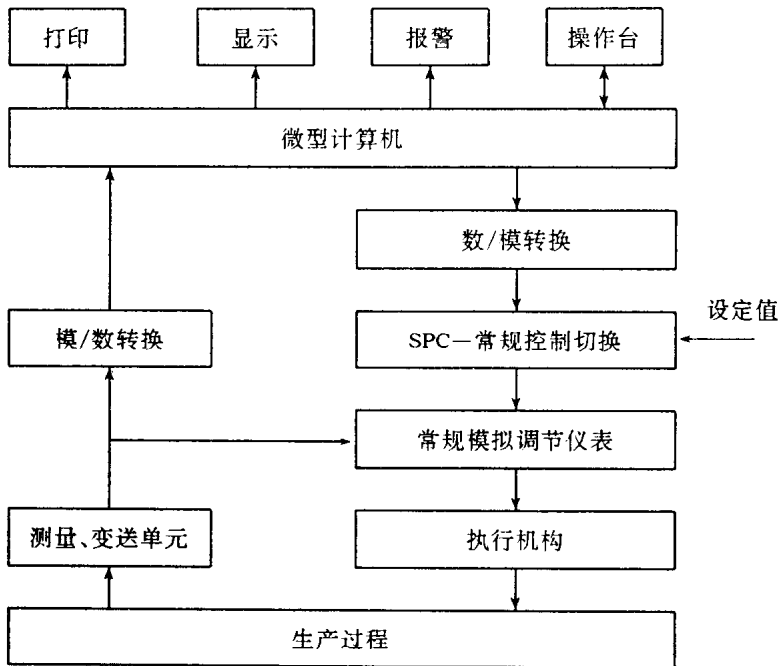 打印
显示
报警
操作台
微型计算机
数/模转换
设定值
模/数转换
SPC—常规控制切换
常规模拟调节仪表
测量、变送单元
执行机构
生产过程